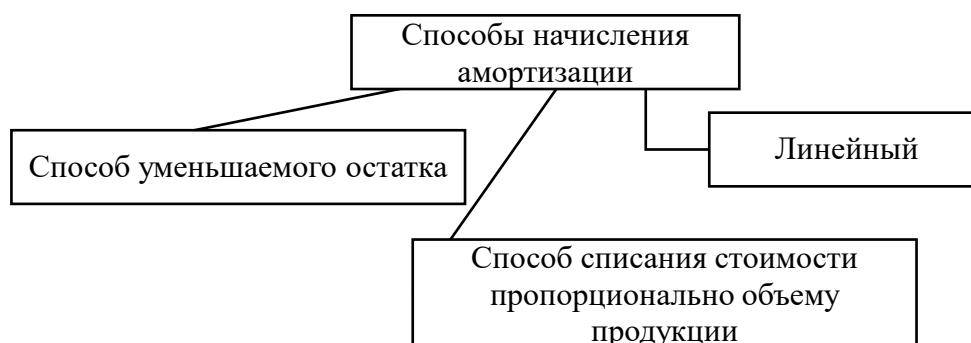 Способы начисления
амортизации
Способ уменьшаемого остатка
Линейный
Способ списания стоимости
пропорционально объему
продукции